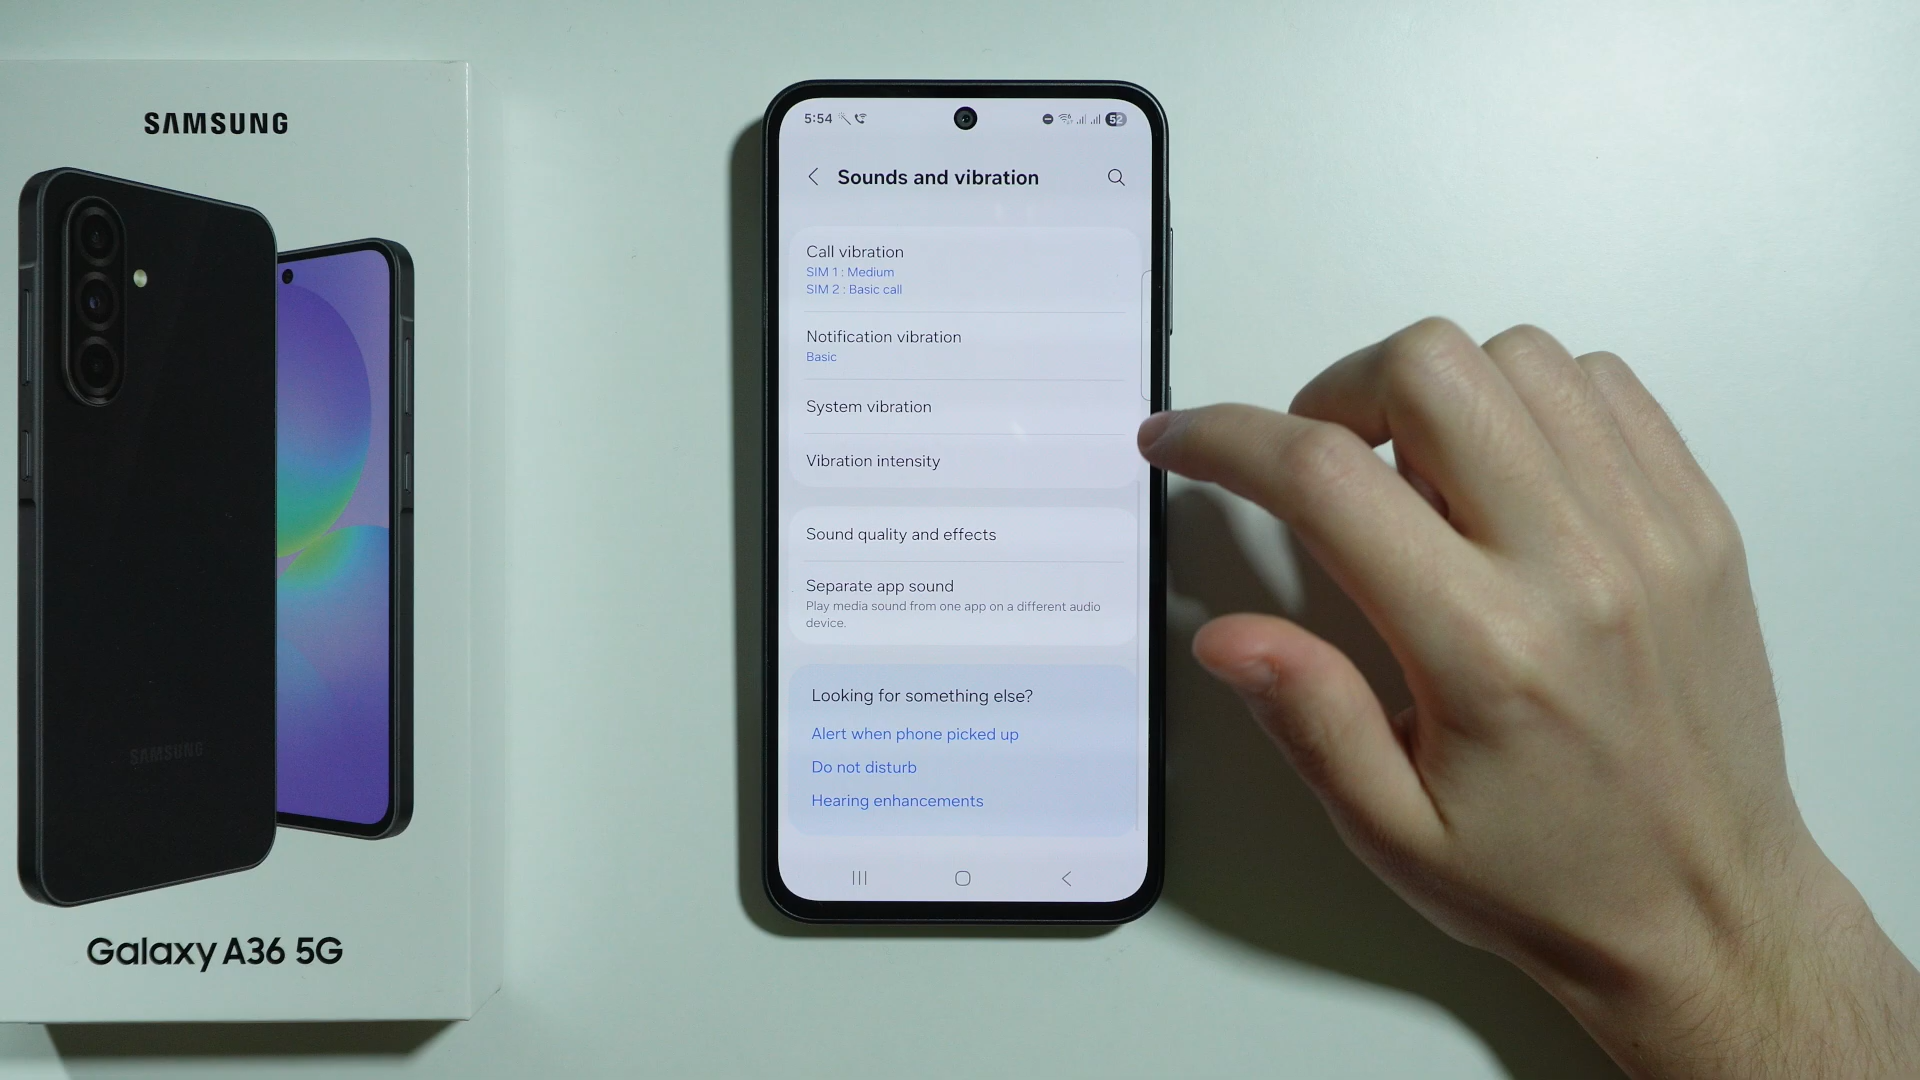 SAMSUNG
SAMSUNG
Galaxy A36 5G
5:54
52
Sounds and vibration
Call vibration
SIM 1 : Medium
SIM 2 : Basic call
Notification vibration
Basic
System vibration
Vibration intensity
Sound quality and effects
Separate app sound
Play media sound from one app on a different audio
device.
Looking for something else?
Alert when phone picked up
Do not disturb
Hearing enhancements